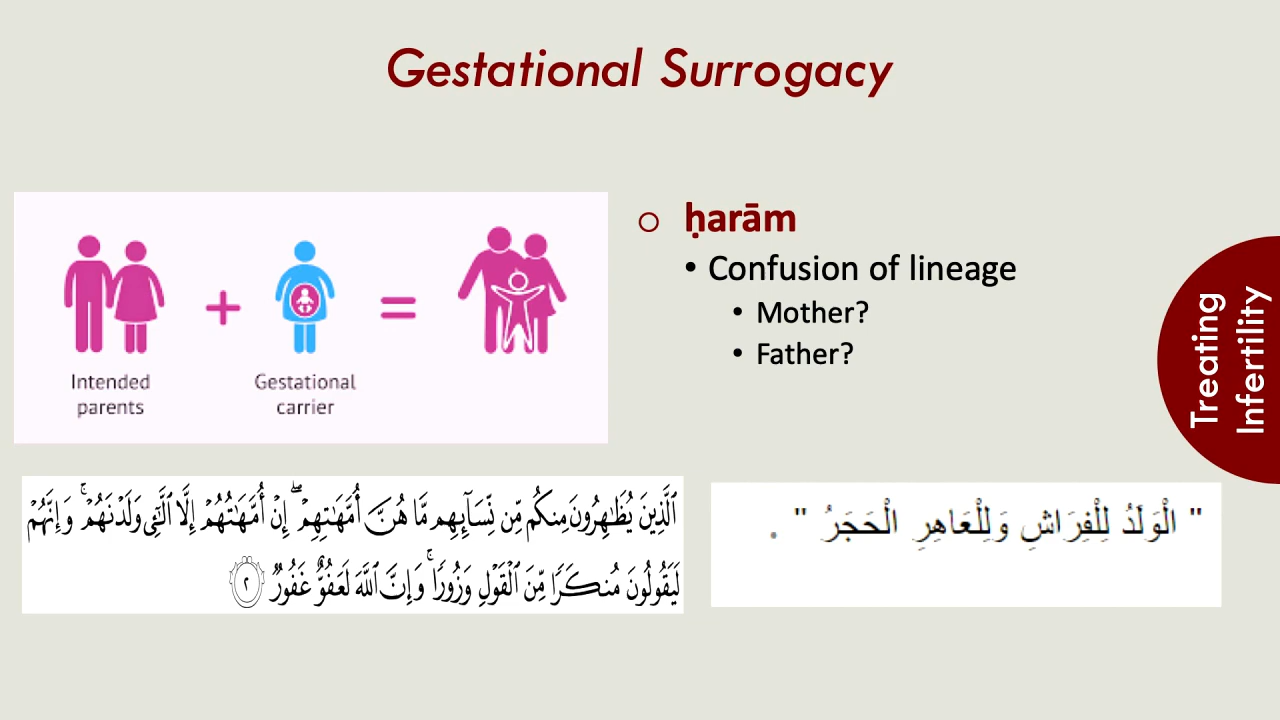 Gestational Surrogacy
Intended
parents
+
Gestational
carrier
=
o ḥarām
• Confusion of lineage
• Mother?
• Father?
Treating
Infertility
ٱلَّذِينَ يُظَٰهِرُونَ مِنكُم مِّن نِّسَآئِهِم مَّا هُنَّ أُمَّهَٰتِهِمْ ۖ إِنْ أُمَّهَٰتُهُمْ إِلَّا ٱلَّٰٓـِٔى وَلَدْنَهُمْ ۚ وَإِنَّهُمْ
لَيَقُولُونَ مُنكَرًا مِّنَ ٱلْقَوْلِ وَزُورًا ۚ وَإِنَّ ٱللَّهَ لَعَفُوٌّ غَفُورٌ ٢
" الْوَلَدُ لِلْفِرَاشِ وَلِلْعَاهِرِ الْحَجَرُ " .